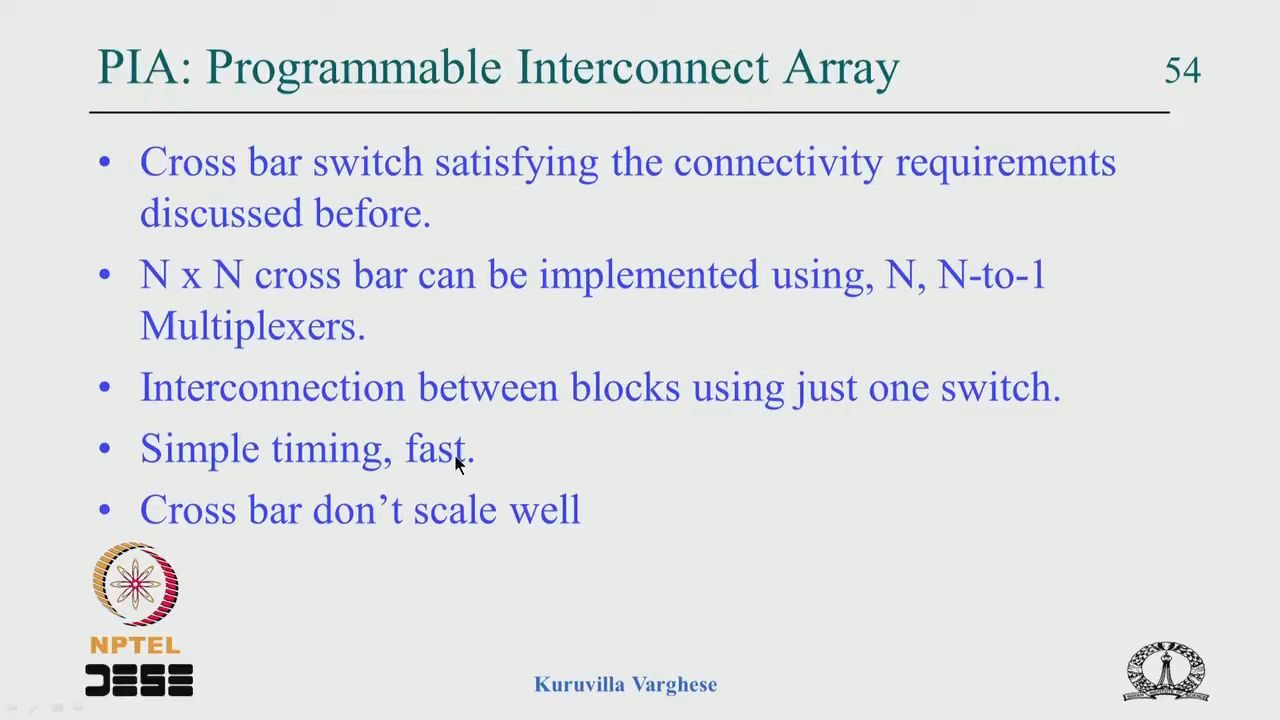 PIA: Programmable Interconnect Array
54
• Cross bar switch satisfying the connectivity requirements
discussed before.
• N x N cross bar can be implemented using, N, N-to-1
Multiplexers.
• Interconnection between blocks using just one switch.
• Simple timing, fast.
• Cross bar don’t scale well
NPTEL
DESE
Kuruvilla Varghese